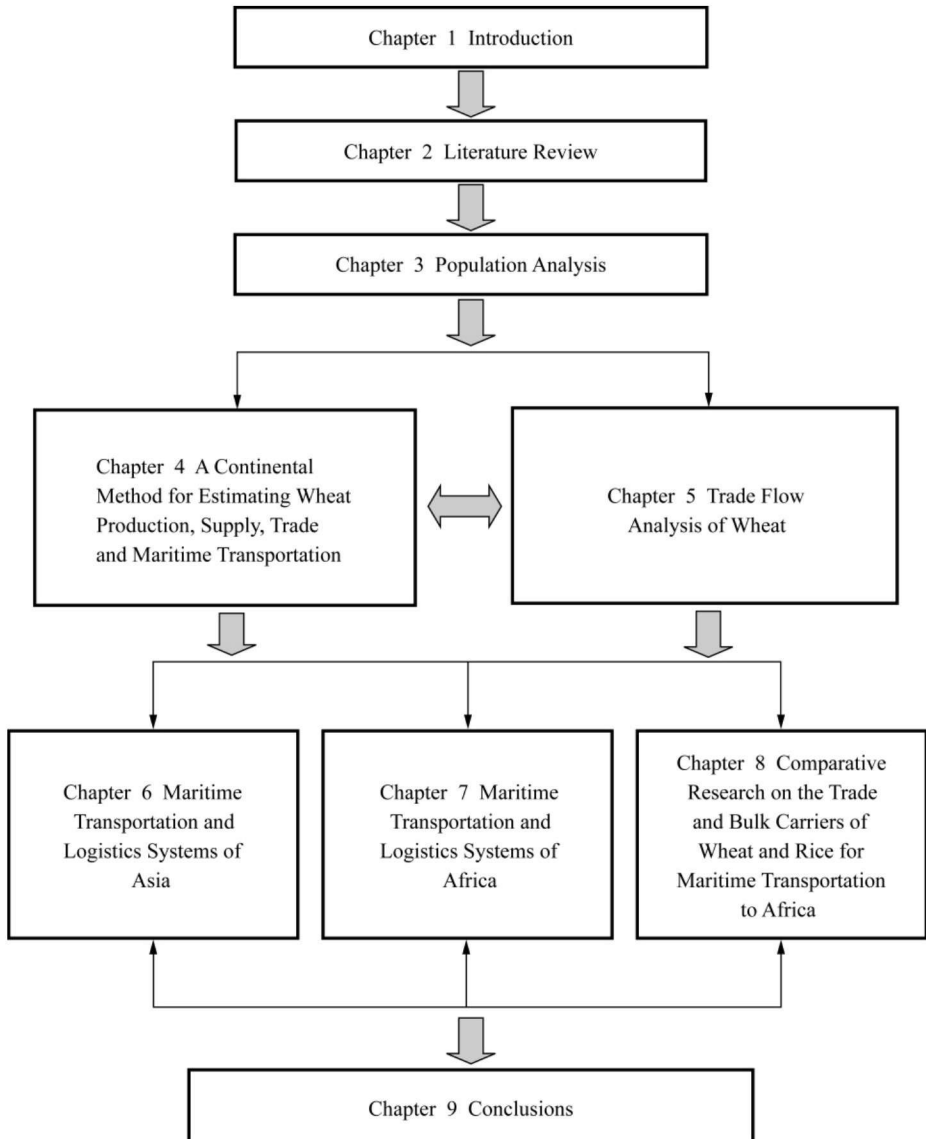 Chapter 1 Introduction
Chapter 2 Literature Review
Chapter 3 Population Analysis
Chapter 4 A Continental
Method for Estimating Wheat
Production, Supply, Trade
and Maritime Transportation
Chapter 5 Trade Flow
Analysis of Wheat
Chapter 6 Maritime
Transportation and
Logistics Systems of
Asia
Chapter 7 Maritime
Transportation and
Logistics Systems of
Africa
Chapter 8 Comparative
Research on the Trade
and Bulk Carriers of
Wheat and Rice for
Maritime Transportation
to Africa
Chapter 9 Conclusions